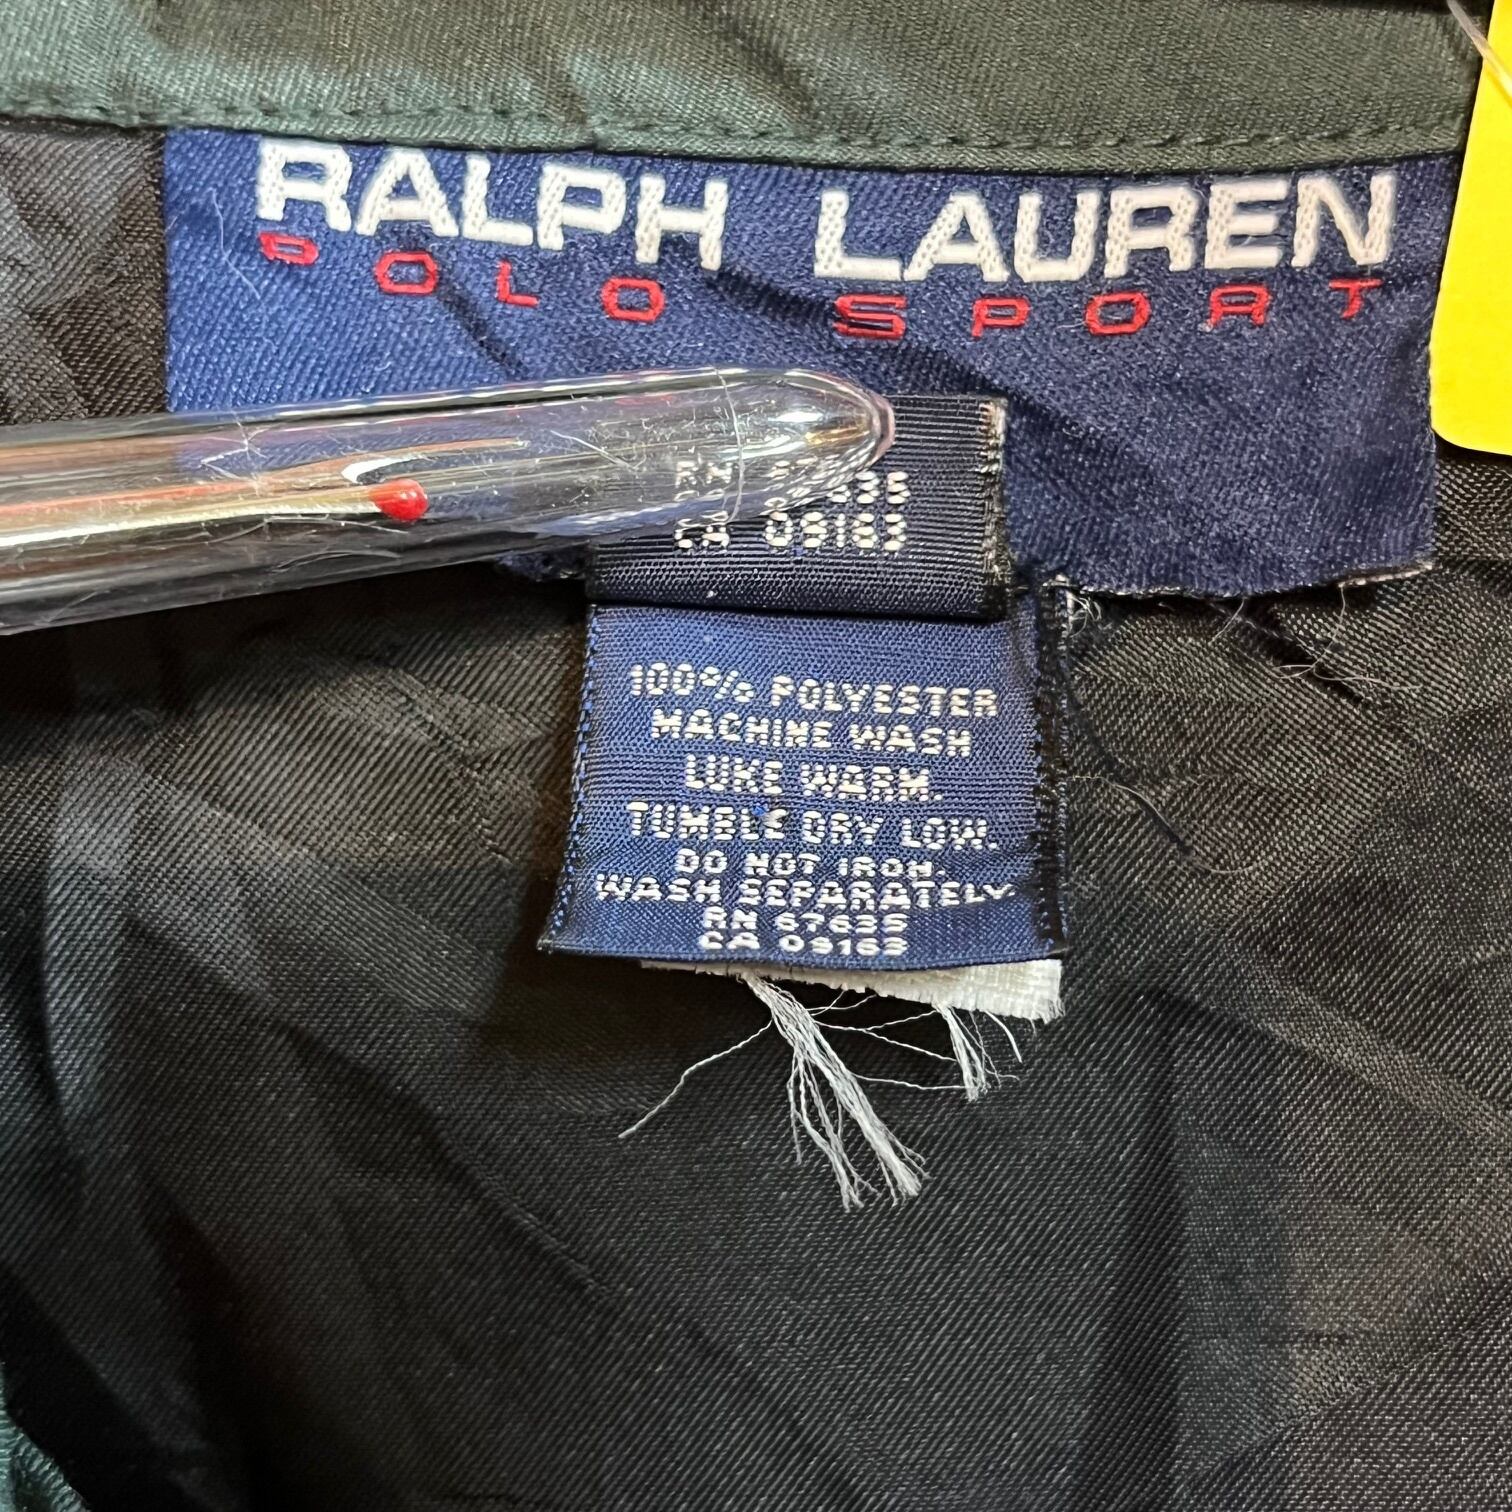 RALPH LAUREN
POLO SPORT
RN
CA 09163
100% POLYESTER
MACHINE WASH
LUKE WARM.
TUMBLE DRY LOW.
DO NOT IRON.
WASH SEPARATELY.
RN 67635
CA 09163